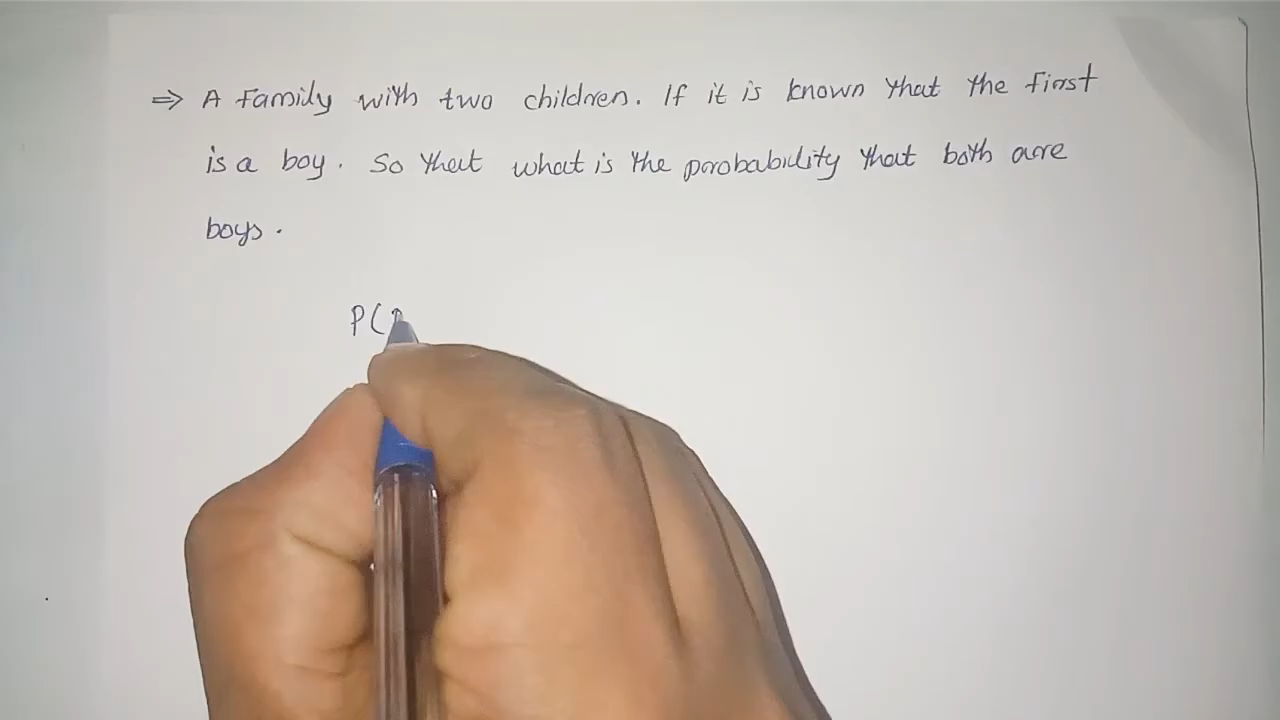 ⇒ A family with two children. If it is known that the first
is a boy. So that what is the probability that both are
boys.
P(